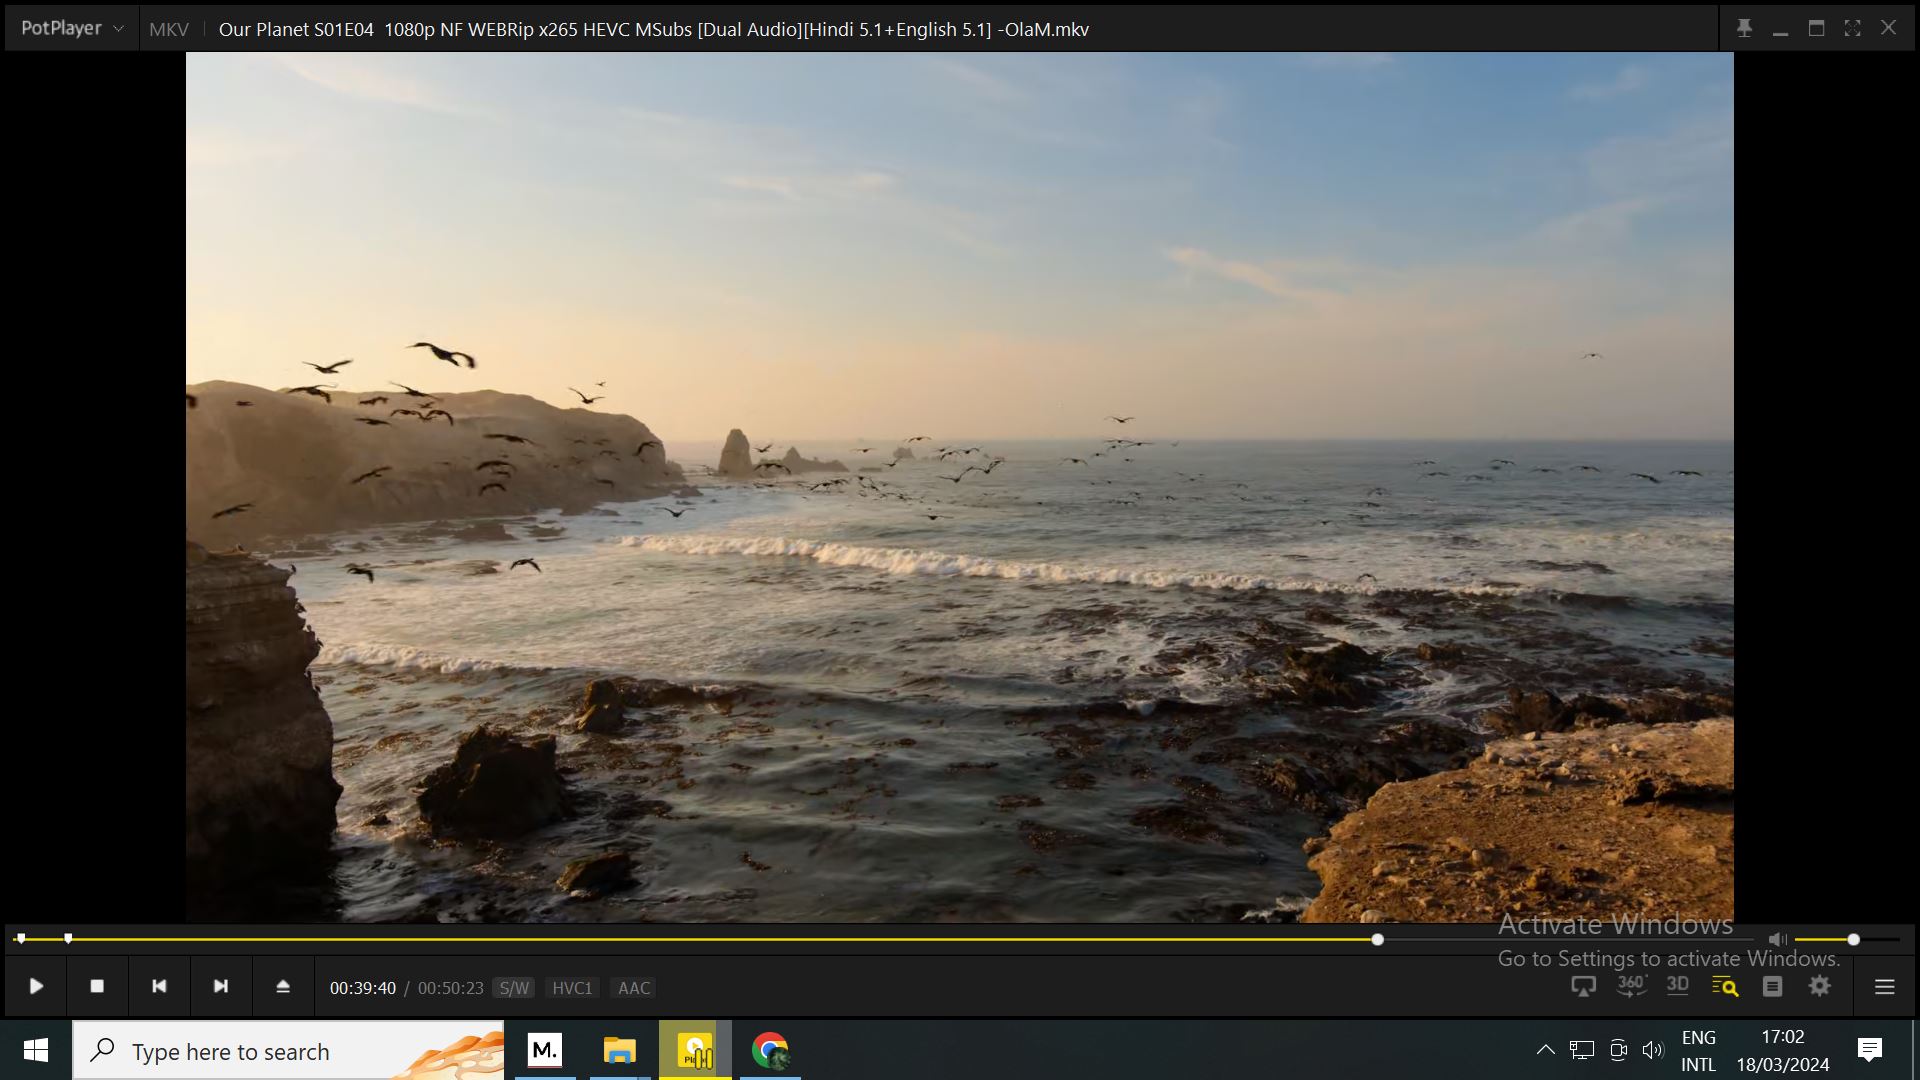 PotPlayer MKV Our Planet S01E04  1080p NF WEBRip x265 HEVC MSubs [Dual Audio][Hindi 5.1+English 5.1] -OlaM.mkv
Activate Windows
Go to Settings to activate Windows.
00:39:40 / 00:50:23 S/W HVC1 AAC 360° 3D
Type here to search
M.
ENG
INTL
17:02
18/03/2024